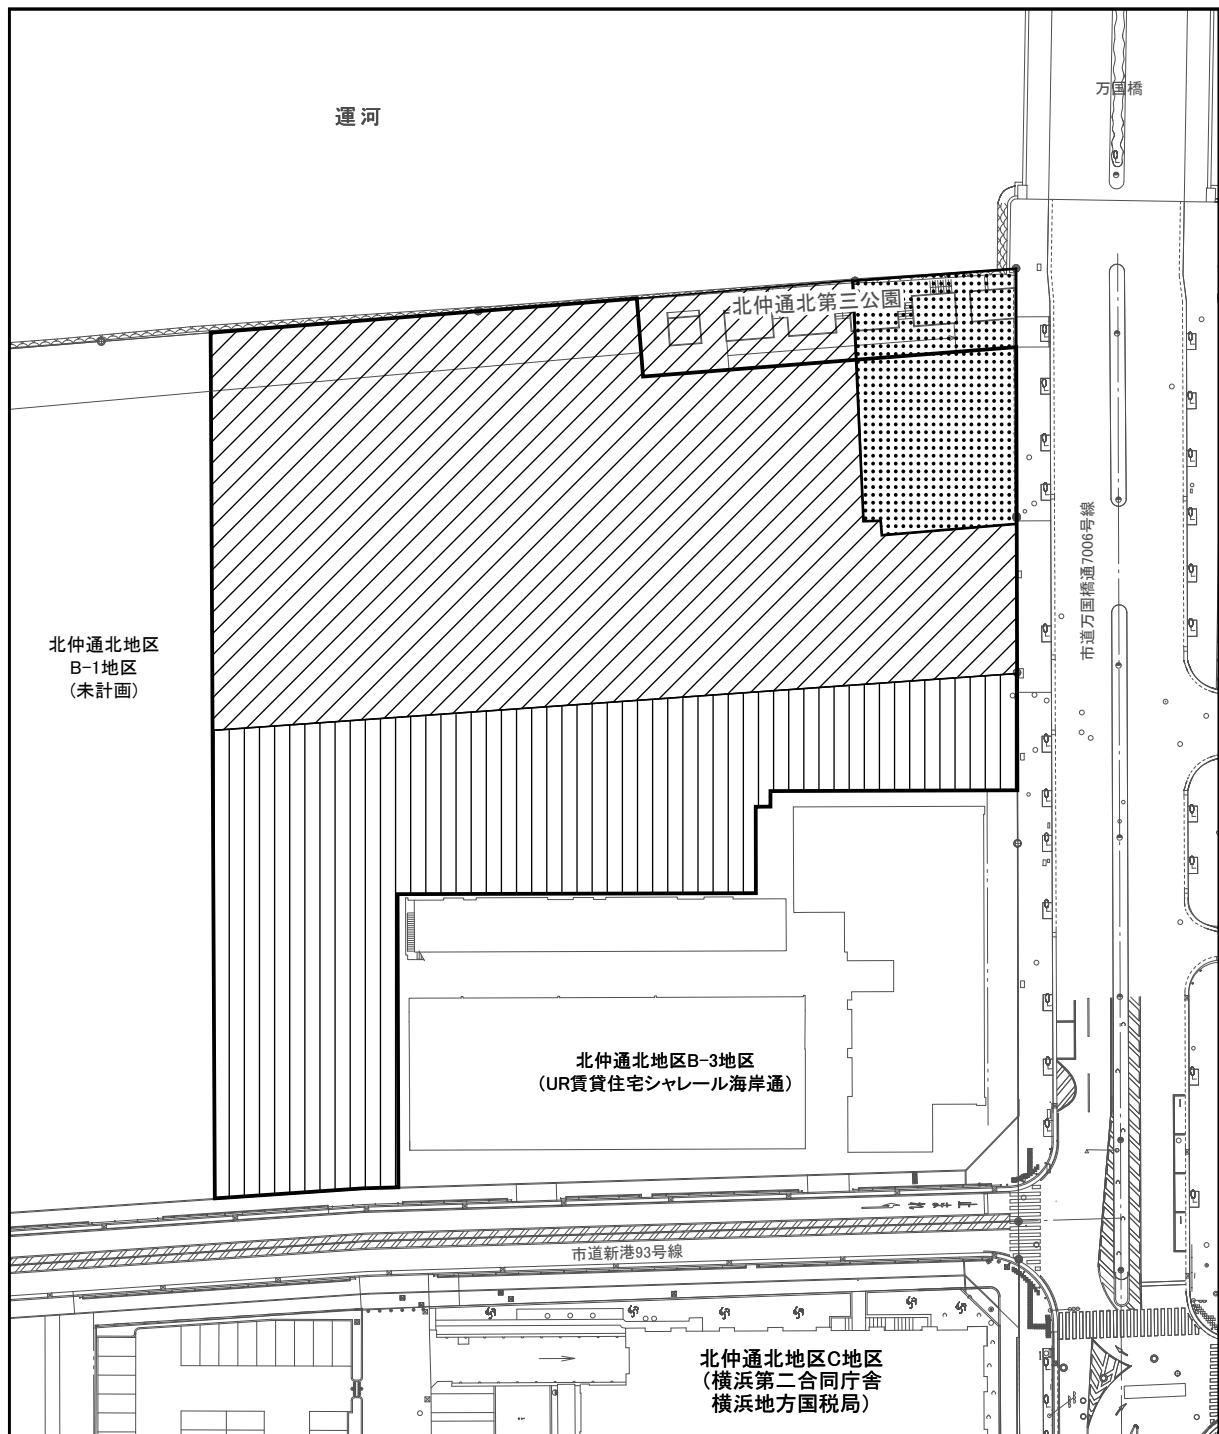 運河
万国橋
北仲通北第三公園
市道万国橋通7006号線
北仲通北地区
B-1地区
(未計画)
北仲通北地区B-3地区
(UR賃貸住宅シャレール海岸通)
市道新港93号線
北仲通北地区C地区
(横浜第二合同庁舎
横浜地方国税局)